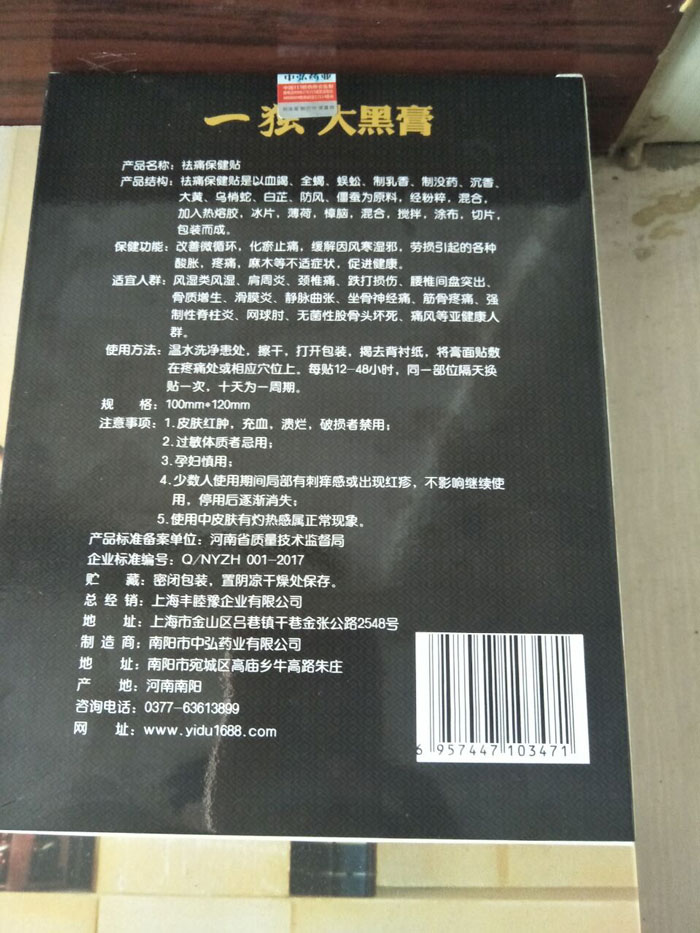 中弘药业
一独大黑膏
产品名称：祛痛保健贴
产品结构：祛痛保健贴是以血竭、全蝎、蜈蚣、制乳香、制没药、沉香、
大黄、乌梢蛇、白芷、防风、僵蚕为原料，经粉粹，混合，
加入热熔胶，冰片，薄荷，樟脑，混合，搅拌，涂布，切片，
包装而成。
保健功能：改善微循环，化瘀止痛，缓解因风寒湿邪，劳损引起的各种
酸胀，疼痛，麻木等不适症状，促进健康。
适宜人群：风湿类风湿、肩周炎、颈椎痛、跌打损伤、腰椎间盘突出、
骨质增生、滑膜炎、静脉曲张、坐骨神经痛、筋骨疼痛、强
制性脊柱炎、网球肘、无菌性股骨头坏死、痛风等亚健康人
群。
使用方法：温水洗净患处，擦干，打开包装，揭去背衬纸，将膏面贴敷
在疼痛处或相应穴位上。每贴12-48小时，同一部位隔天换
贴一次，十天为一周期。
规 格：100mm*120mm
注意事项：1.皮肤红肿，充血，溃烂，破损者禁用；
2.过敏体质者忌用；
3.孕妇慎用；
4.少数人使用期间局部有刺痒感或出现红疹，不影响继续使
用，停用后逐渐消失；
5.使用中皮肤有灼热感属正常现象。
产品标准备案单位：河南省质量技术监督局
企业标准编号：Q/NYZH 001-2017
贮 藏：密闭包装，置阴凉干燥处保存。
总 经 销：上海丰睦豫企业有限公司
地 址：上海市金山区吕巷镇干巷金张公路2548号
制 造 商：南阳市中弘药业有限公司
地 址：南阳市宛城区高庙乡牛高路朱庄
产 地：河南南阳
咨询电话：0377-63613899
网 址：www.yidu1688.com
6 957447 103471